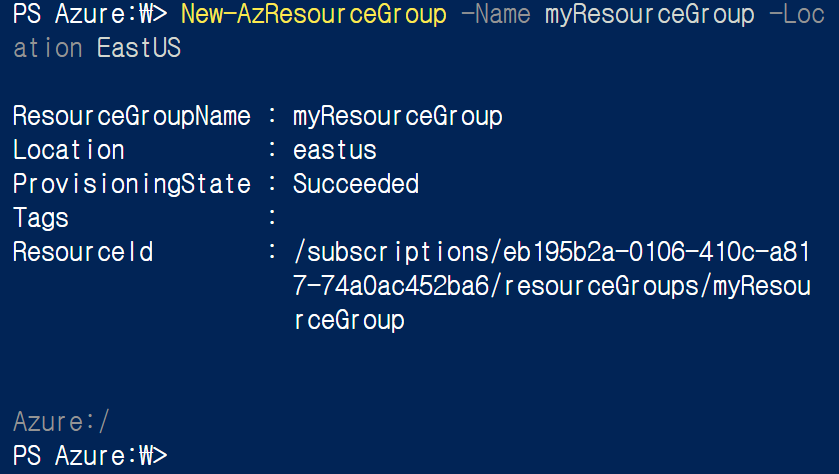 PS Azure:₩> New-AzResourceGroup -Name myResourceGroup -Loc
ation EastUS
ResourceGroupName : myResourceGroup
Location          : eastus
ProvisioningState : Succeeded
Tags              :
ResourceId        : /subscriptions/eb195b2a-0106-410c-a81
                    7-74a0ac452ba6/resourceGroups/myResou
                    rceGroup
Azure:/
PS Azure:₩>